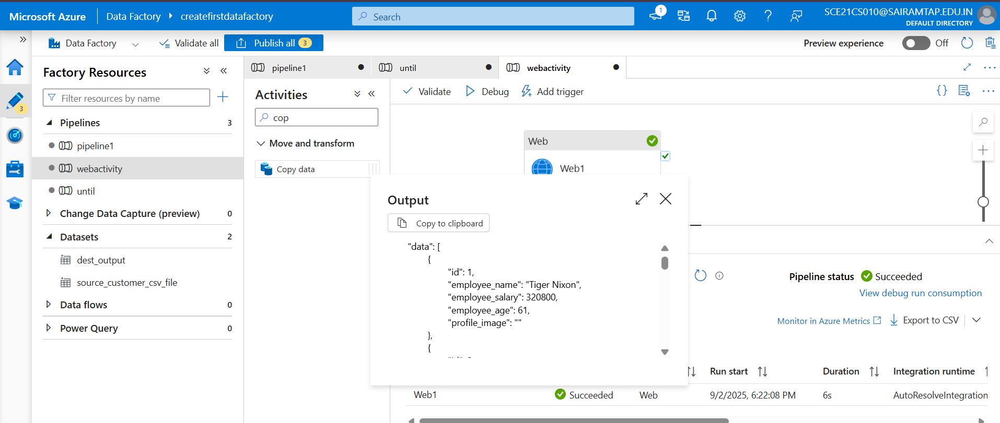 Microsoft Azure
Data Factory
createfirstdatafactory
Search
1
SCE21CS010@SAIRAMTAP.EDU.IN
DEFAULT DIRECTORY
Data Factory
Validate all
Publish all 3
Preview experience
Off
3
Factory Resources
Filter resources by name
Pipelines 3
pipeline1
webactivity
until
Change Data Capture (preview) 0
Datasets 2
dest_output
source_customer_csv_file
Data flows 0
Power Query 0
pipeline1
until
webactivity
Activities
cop
Move and transform
Copy data
Validate
Debug
Add trigger
{}
Web
Web1
Output
Copy to clipboard
"data": [
{
"id": 1,
"employee_name": "Tiger Nixon",
"employee_salary": 320800,
"employee_age": 61,
"profile_image": ""
},
{
Pipeline status Succeeded
View debug run consumption
Monitor in Azure Metrics
Export to CSV
Run start
Duration
Integration runtime
Web1
Succeeded
Web
9/2/2025, 6:22:08 PM
6s
AutoResolveIntegration